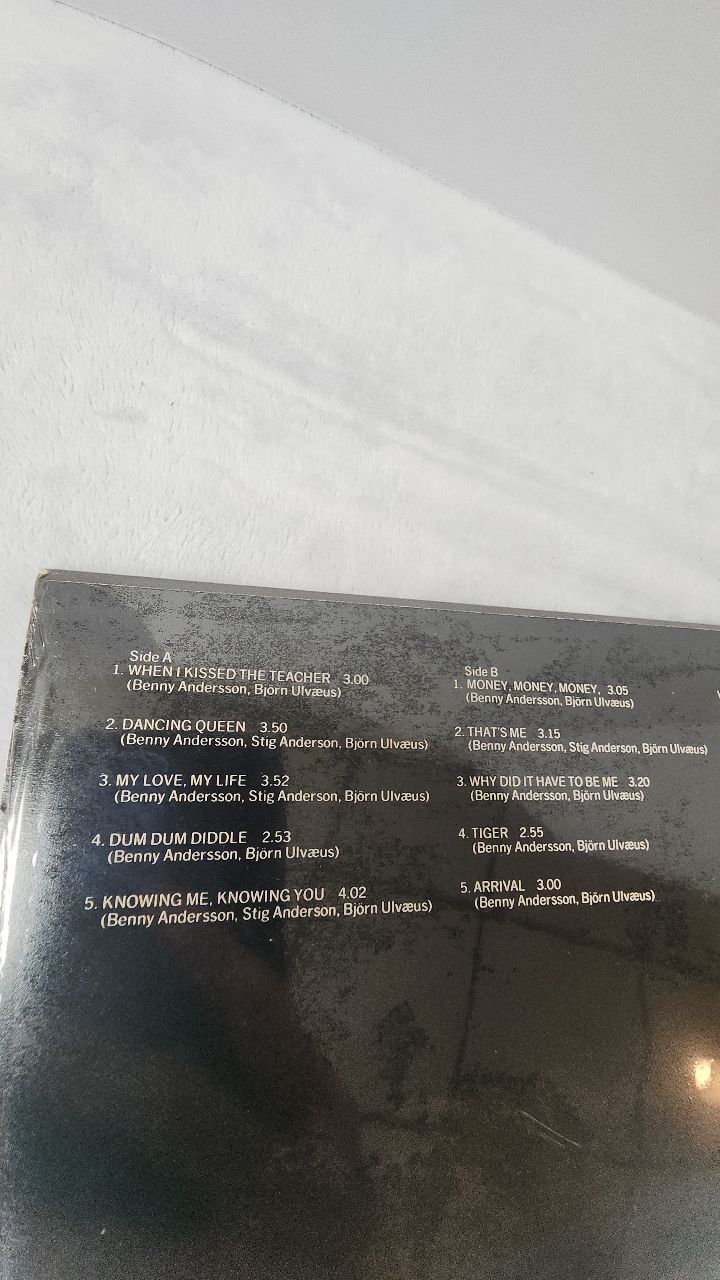 Side A
1. WHEN I KISSED THE TEACHER 3.00
(Benny Andersson, Björn Ulvæus)
2. DANCING QUEEN 3.50
(Benny Andersson, Stig Anderson, Björn Ulvæus)
3. MY LOVE, MY LIFE 3.52
(Benny Andersson, Stig Anderson, Björn Ulvæus)
4. DUM DUM DIDDLE 2.53
(Benny Andersson, Björn Ulvæus)
5. KNOWING ME, KNOWING YOU 4.02
(Benny Andersson, Stig Anderson, Björn Ulvæus)
Side B
1. MONEY, MONEY, MONEY, 3.05
(Benny Andersson, Björn Ulvæus)
2. THAT'S ME 3.15
(Benny Andersson, Stig Anderson, Björn Ulvæus)
3. WHY DID IT HAVE TO BE ME 3.20
(Benny Andersson, Björn Ulvæus)
4. TIGER 2.55
(Benny Andersson, Björn Ulvæus)
5. ARRIVAL 3.00
(Benny Andersson, Björn Ulvæus)